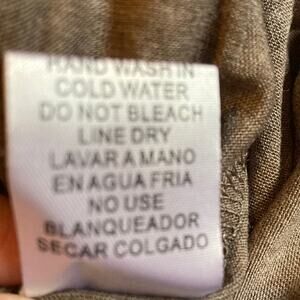 HAND WASH IN
COLD WATER
DO NOT BLEACH
LINE DRY
LAVAR A MANO
EN AGUA FRIA
NO USE
BLANQUEADOR
SECAR COLGADO